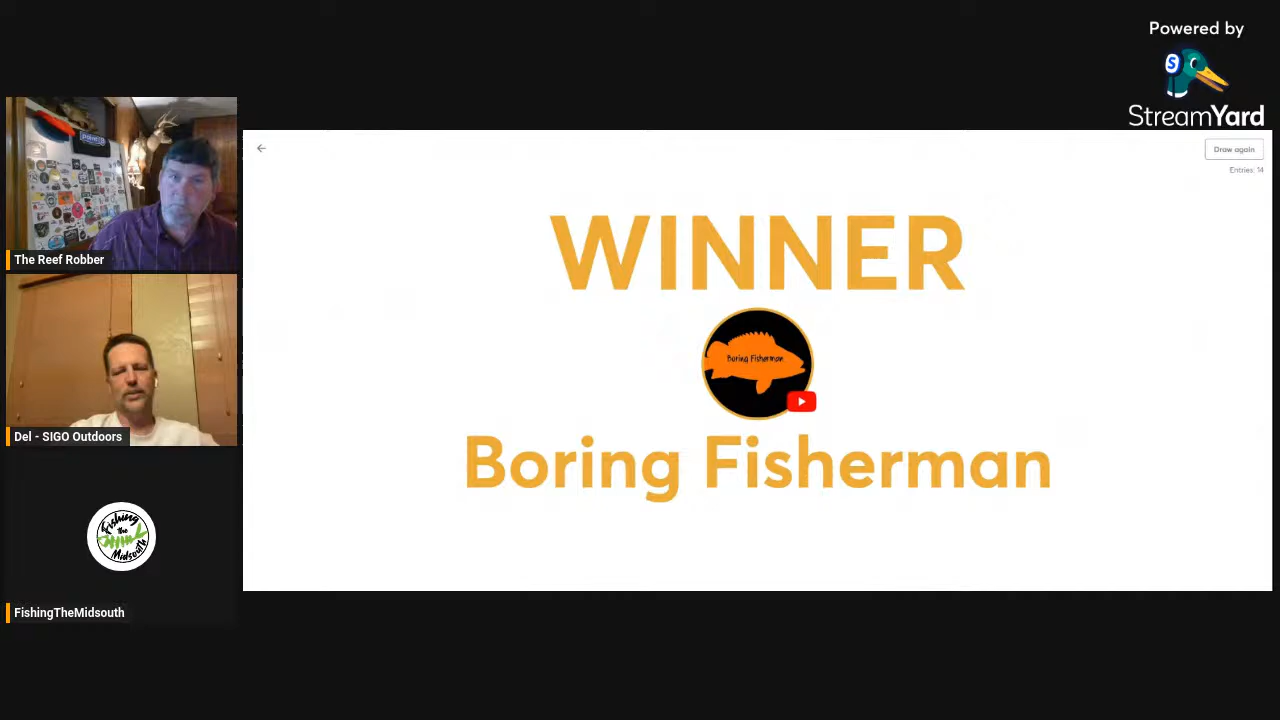 Powered by
S
StreamYard
The Reef Robber
Del - SIGO Outdoors
Fishing
the
Midsouth
FishingTheMidsouth
Draw again
Entries: 14
WINNER
Boring Fisherman
Boring Fisherman